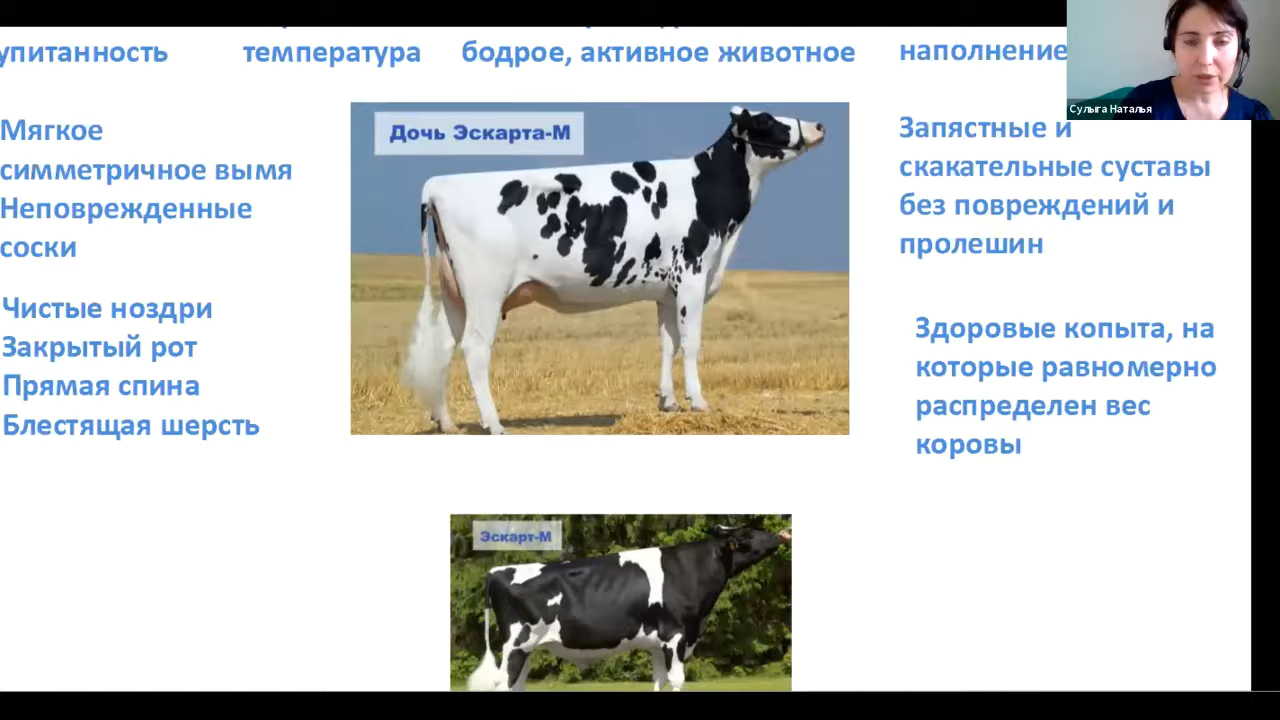 упитанность
температура
бодрое, активное животное
наполнение
Сулыга Наталья
Мягкое
симметричное вымя
Неповрежденные
соски
Чистые ноздри
Закрытый рот
Прямая спина
Блестящая шерсть
Дочь Эскарта-М
Запястные и
скакательные суставы
без повреждений и
пролешин
Здоровые копыта, на
которые равномерно
распределен вес
коровы
Эскарт-М